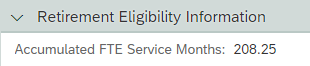 Retirement Eligibility Information
Accumulated FTE Service Months: 208.25